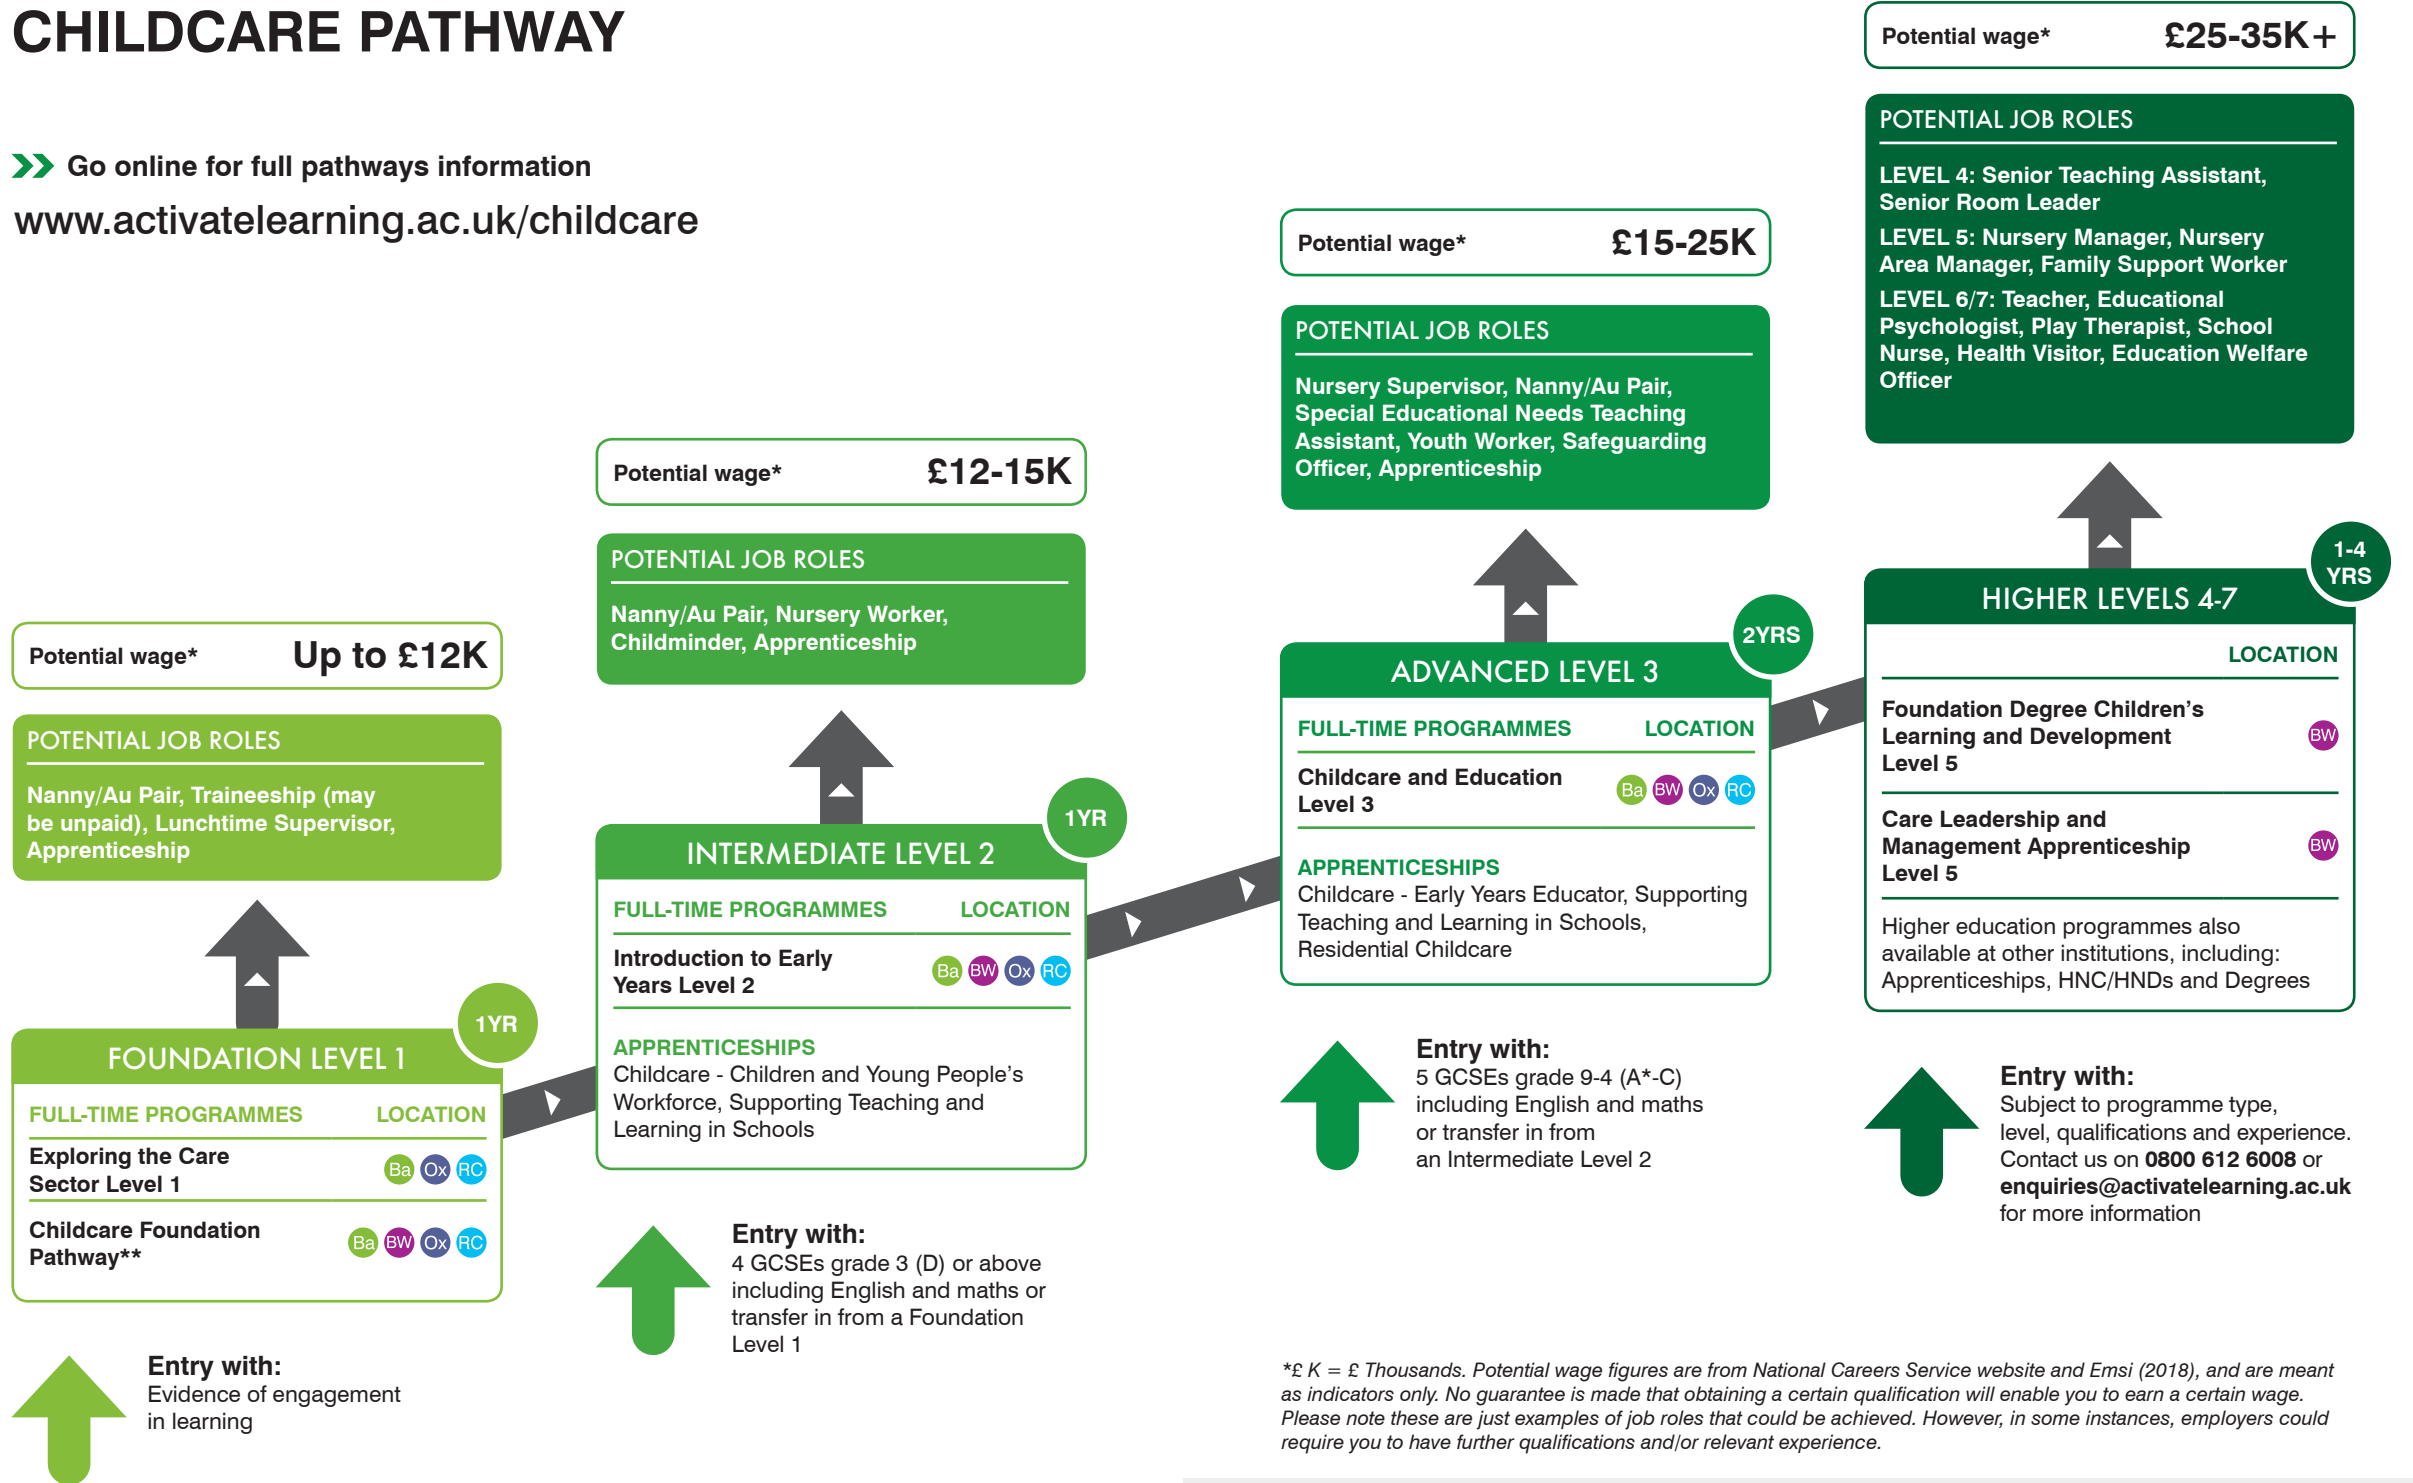 CHILDCARE PATHWAY
Go online for full pathways information
www.activatelearning.ac.uk/childcare
Potential wage* Up to £12K
POTENTIAL JOB ROLES
Nanny/Au Pair, Traineeship (may
be unpaid), Lunchtime Supervisor,
Apprenticeship
1YR
FOUNDATION LEVEL 1
FULL-TIME PROGRAMMES LOCATION
Exploring the Care
Sector Level 1
Ba Ox RC
Childcare Foundation
Pathway**
Ba BW Ox RC
Entry with:
Evidence of engagement
in learning
Potential wage* £12-15K
POTENTIAL JOB ROLES
Nanny/Au Pair, Nursery Worker,
Childminder, Apprenticeship
1YR
INTERMEDIATE LEVEL 2
FULL-TIME PROGRAMMES LOCATION
Introduction to Early
Years Level 2
Ba BW Ox RC
APPRENTICESHIPS
Childcare - Children and Young People’s
Workforce, Supporting Teaching and
Learning in Schools
Entry with:
4 GCSEs grade 3 (D) or above
including English and maths or
transfer in from a Foundation
Level 1
Potential wage* £15-25K
POTENTIAL JOB ROLES
Nursery Supervisor, Nanny/Au Pair,
Special Educational Needs Teaching
Assistant, Youth Worker, Safeguarding
Officer, Apprenticeship
2YRS
ADVANCED LEVEL 3
FULL-TIME PROGRAMMES LOCATION
Childcare and Education
Level 3
Ba BW Ox RC
APPRENTICESHIPS
Childcare - Early Years Educator, Supporting
Teaching and Learning in Schools,
Residential Childcare
Entry with:
5 GCSEs grade 9-4 (A*-C)
including English and maths
or transfer in from
an Intermediate Level 2
Potential wage* £25-35K+
POTENTIAL JOB ROLES
LEVEL 4: Senior Teaching Assistant,
Senior Room Leader
LEVEL 5: Nursery Manager, Nursery
Area Manager, Family Support Worker
LEVEL 6/7: Teacher, Educational
Psychologist, Play Therapist, School
Nurse, Health Visitor, Education Welfare
Officer
1-4
YRS
HIGHER LEVELS 4-7
LOCATION
Foundation Degree Children’s
Learning and Development
Level 5
BW
Care Leadership and
Management Apprenticeship
Level 5
BW
Higher education programmes also
available at other institutions, including:
Apprenticeships, HNC/HNDs and Degrees
Entry with:
Subject to programme type,
level, qualifications and experience.
Contact us on 0800 612 6008 or
enquiries@activatelearning.ac.uk
for more information
*£ K = £ Thousands. Potential wage figures are from National Careers Service website and Emsi (2018), and are meant
as indicators only. No guarantee is made that obtaining a certain qualification will enable you to earn a certain wage.
Please note these are just examples of job roles that could be achieved. However, in some instances, employers could
require you to have further qualifications and/or relevant experience.